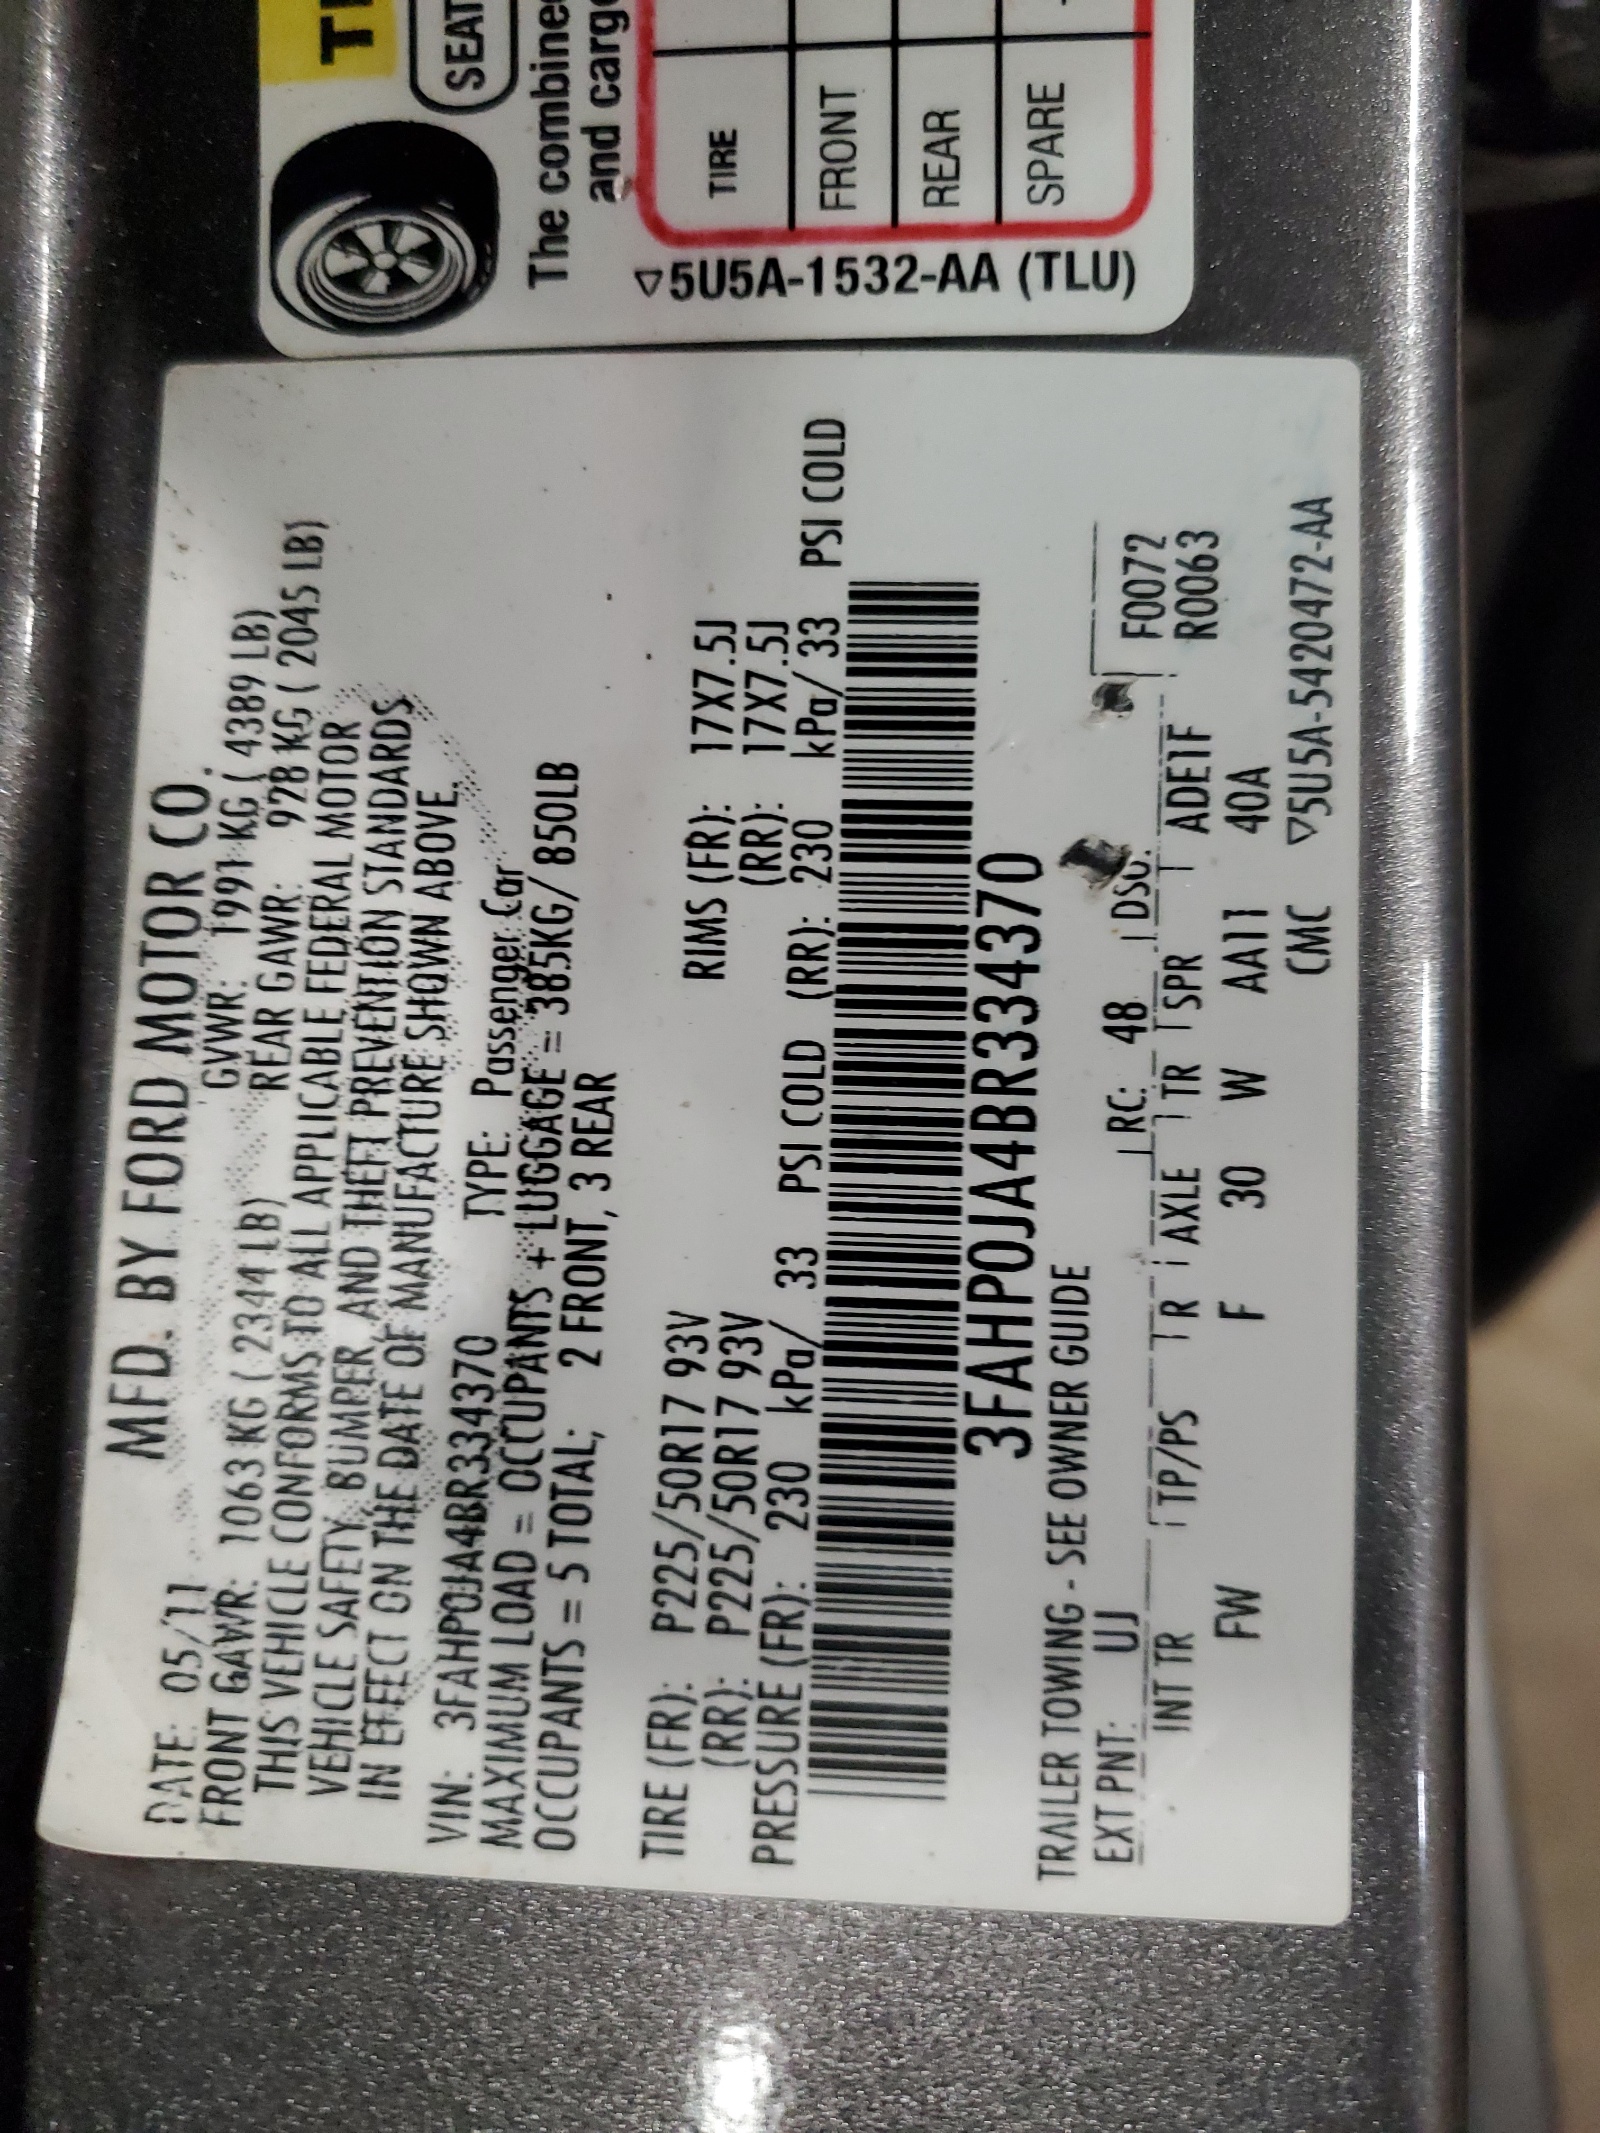 MFD. BY FORD MOTOR CO.
DATE: 05/11 GVWR: 1991 KG ( 4389 LB)
FRONT GAWR: 1063 KG ( 2344 LB) REAR GAWR: 928 KG ( 2045 LB)
THIS VEHICLE CONFORMS TO ALL APPLICABLE FEDERAL MOTOR
VEHICLE SAFETY, BUMPER, AND THEFT PREVENTION STANDARDS
IN EFFECT ON THE DATE OF MANUFACTURE SHOWN ABOVE.
VIN: 3FAHP0JA4BR334370 TYPE: Passenger Car
MAXIMUM LOAD = OCCUPANTS + LUGGAGE = 385KG/ 850LB
OCCUPANTS = 5 TOTAL; 2 FRONT, 3 REAR
TIRE (FR): P225/50R17 93V RIMS (FR): 17X7.5J
(RR): P225/50R17 93V (RR): 17X7.5J
PRESSURE (FR): 230 kPa/ 33 PSI COLD (RR): 230 kPa/ 33 PSI COLD
3FAHP0JA4BR334370
TRAILER TOWING - SEE OWNER GUIDE
EXT PNT: UJ RC: 48 DSO: F0072
INT TR TP/PS R AXLE TR SPR ADE1F R0063
FW F 30 W AA11 40A
CMC ▽5U5A-5420472-AA
SEAT
The combined
and cargo
TIRE
FRONT
REAR
SPARE
▽5U5A-1532-AA (TLU)